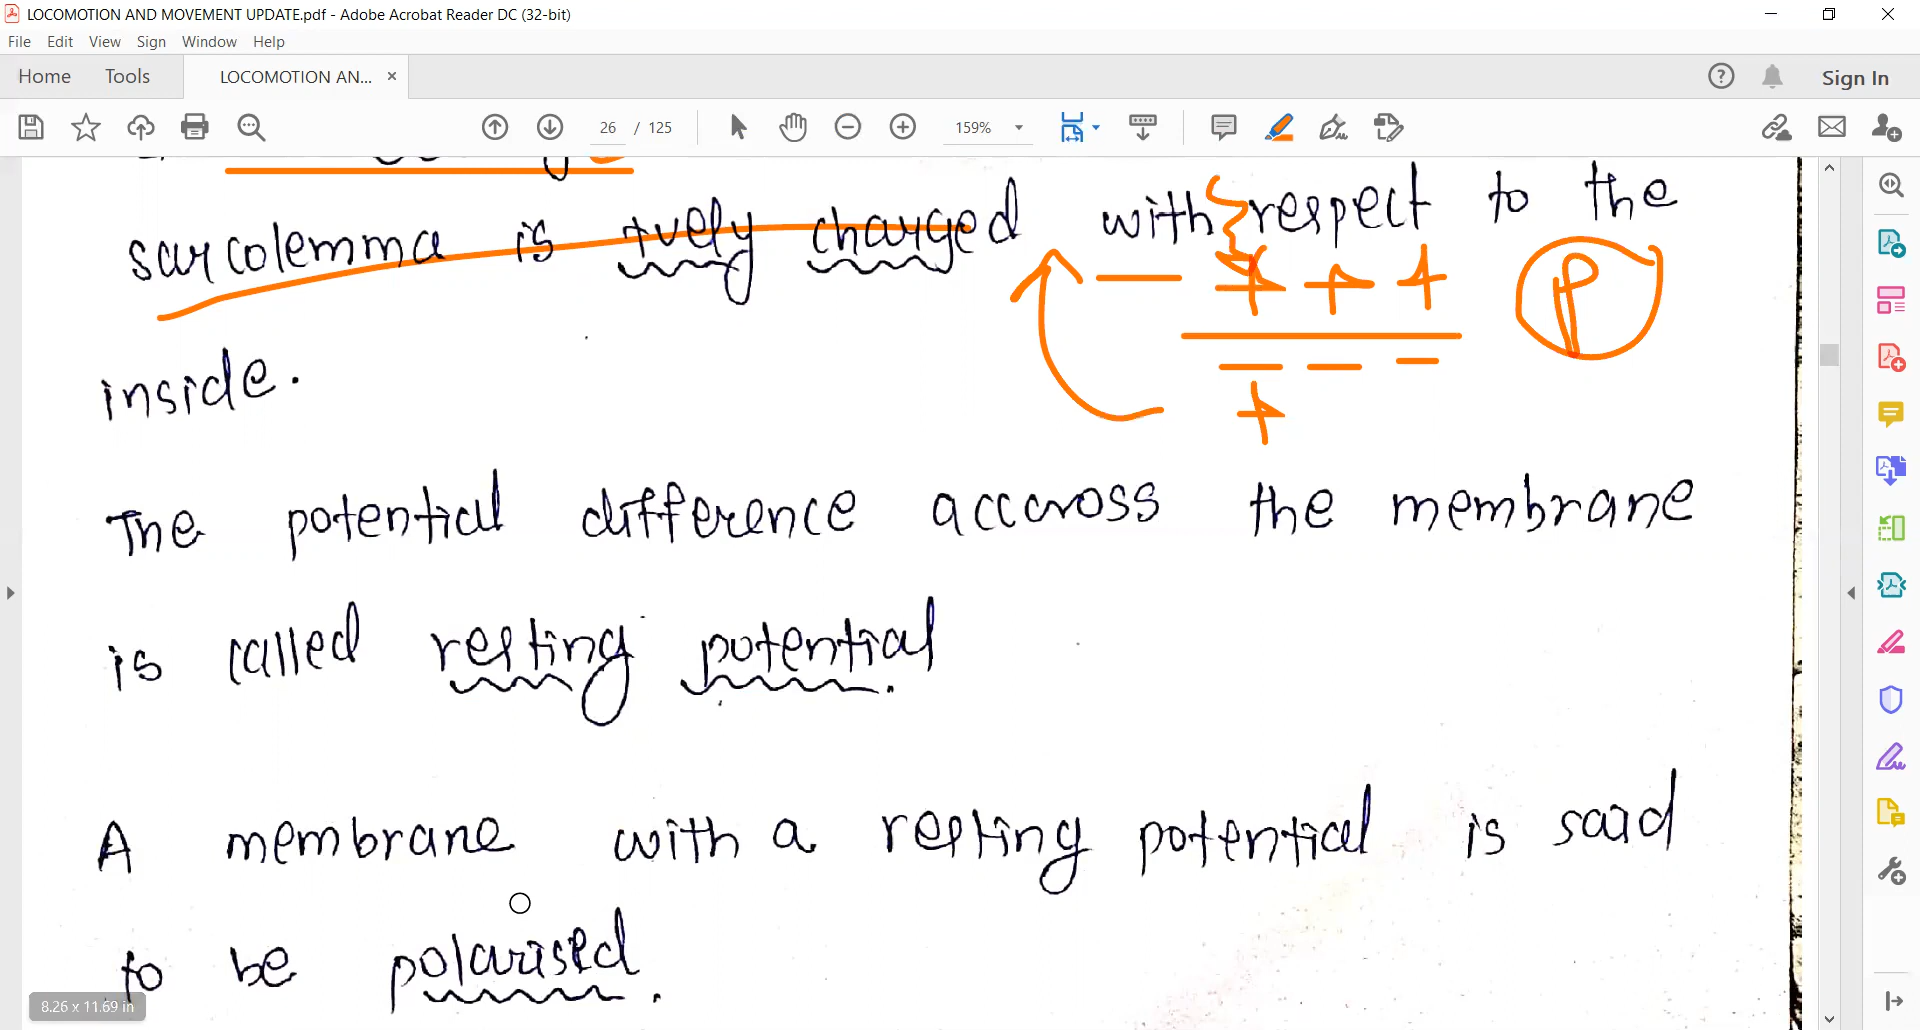 LOCOMOTION AND MOVEMENT UPDATE.pdf - Adobe Acrobat Reader DC (32-bit)
File Edit View Sign Window Help
Home Tools LOCOMOTION AN... × Sign In
26 / 125 159%
sarcolemma is +vely charged with respect to the
+ + +
P
inside.
+
The potential difference accross the membrane
is called resting potential.
A membrane with a resting potential is said
to be polarised.
8.26 x 11.69 in